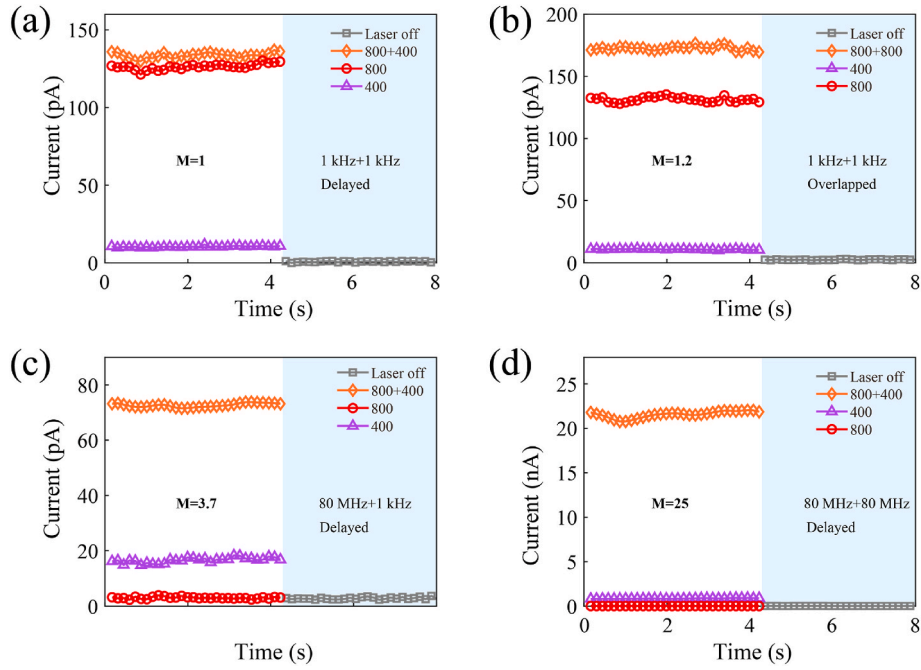 (a)
Current (pA)
150
100
50
0
Laser off
800+400
800
400
M=1
1 kHz+1 kHz
Delayed
0 2 4 6 8
Time (s)
(b)
Current (pA)
200
150
100
50
0
Laser off
800+800
400
800
M=1.2
1 kHz+1 kHz
Overlapped
0 2 4 6 8
Time (s)
(c)
Current (pA)
80
60
40
20
0
Laser off
800+400
800
400
M=3.7
80 MHz+1 kHz
Delayed
Time (s)
(d)
Current (nA)
25
20
15
10
5
0
Laser off
800+400
400
800
M=25
80 MHz+80 MHz
Delayed
0 2 4 6 8
Time (s)